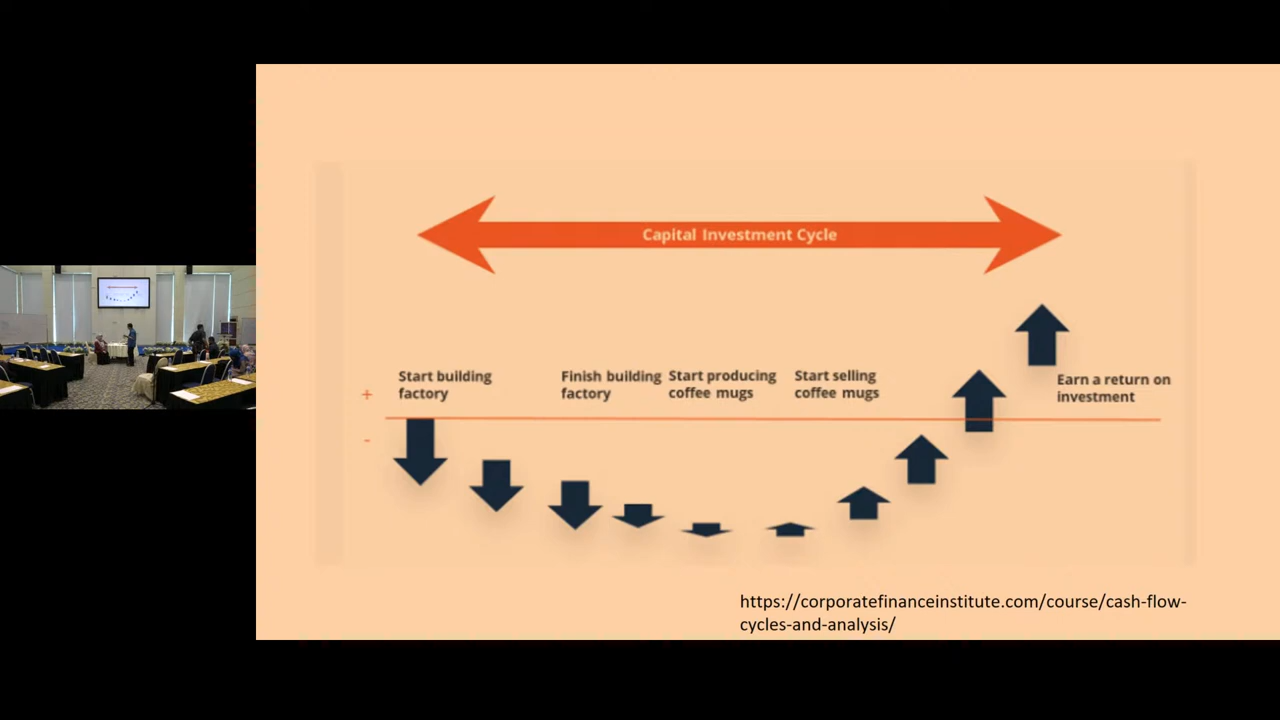 Capital Investment Cycle
Start building
factory
Finish building
factory
Start producing
coffee mugs
Start selling
coffee mugs
Earn a return on
investment
+
-
https://corporatefinanceinstitute.com/course/cash-flow-
cycles-and-analysis/